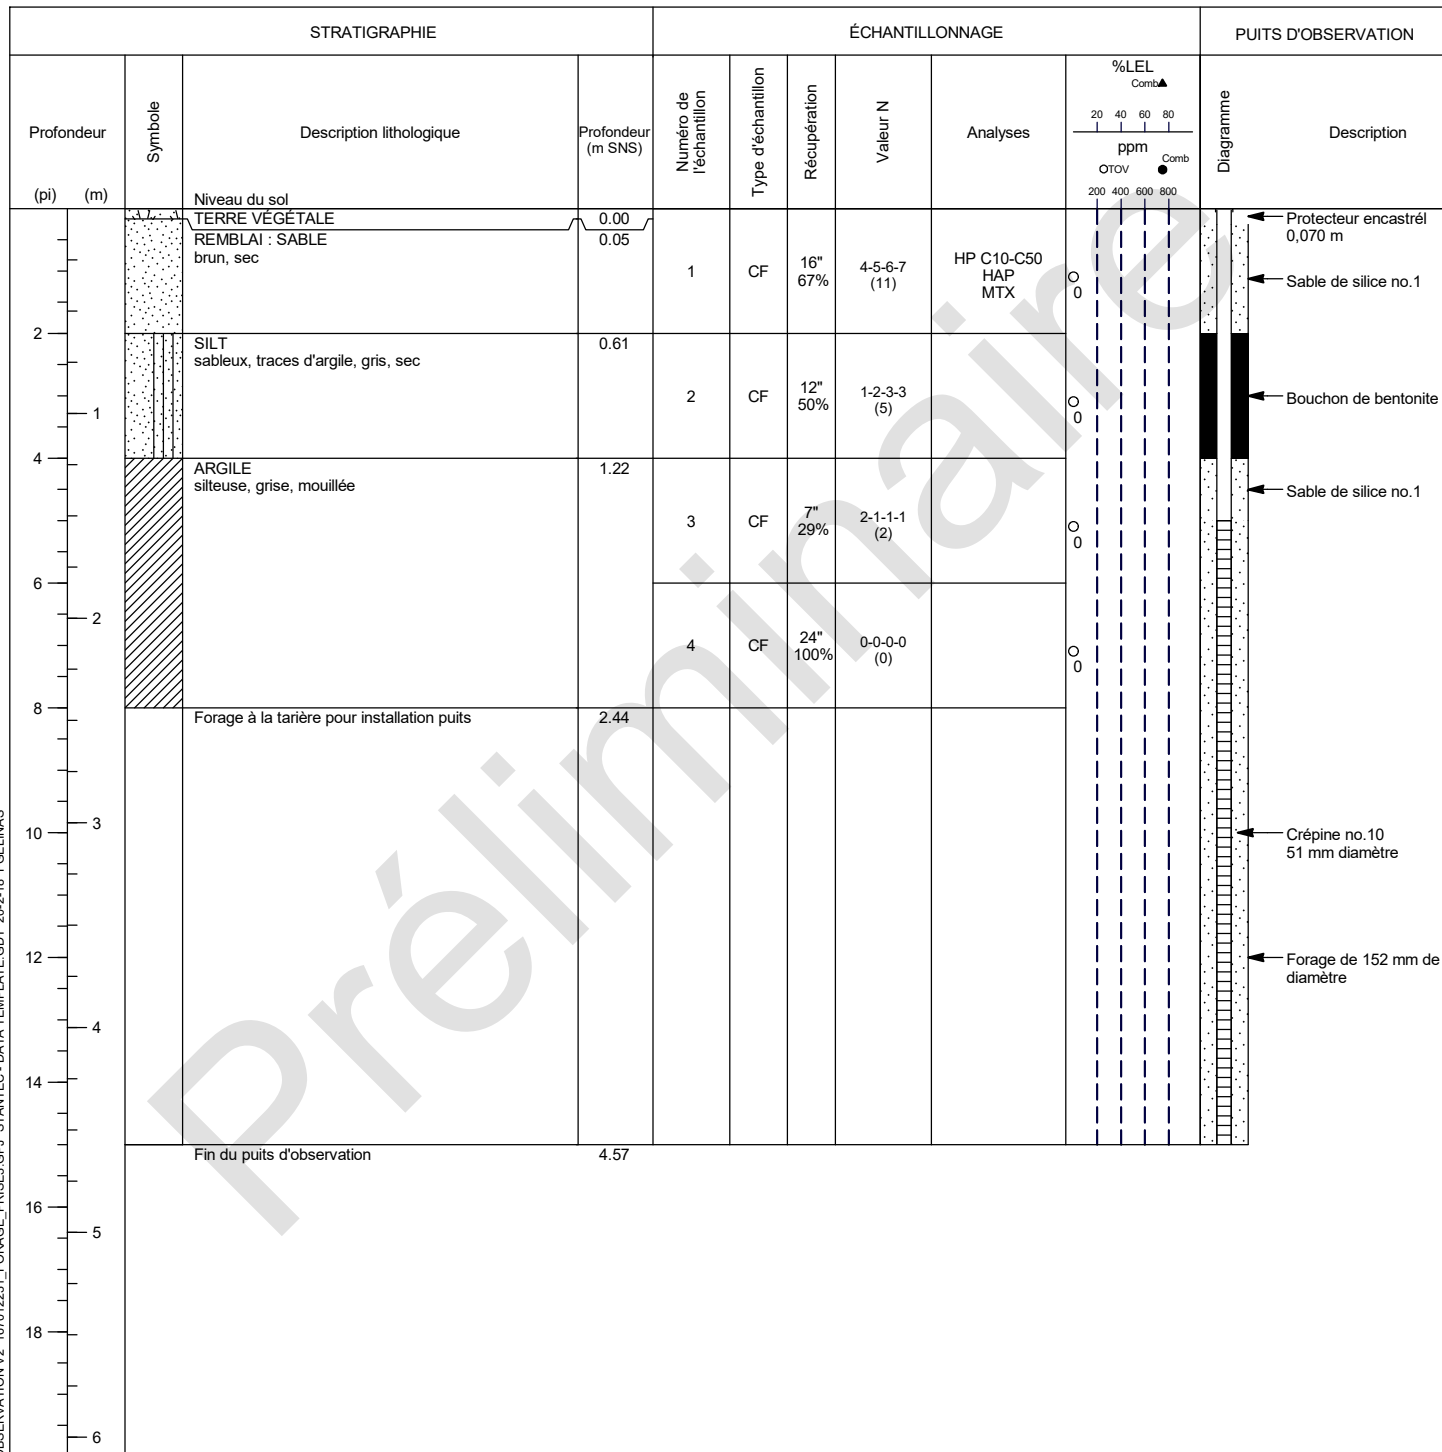 STRATIGRAPHIE
ÉCHANTILLONNAGE
PUITS D'OBSERVATION
Profondeur
(pi) (m)
Symbole
Description lithologique
Niveau du sol
Profondeur
(m SNS)
Numéro de
l'échantillon
Type d'échantillon
Récupération
Valeur N
Analyses
%LEL
Comb
20 40 60 80
ppm
TOV Comb
200 400 600 800
Diagramme
Description
TERRE VÉGÉTALE 0.00
REMBLAI : SABLE 0.05
brun, sec
1 CF 16" 4-5-6-7 HP C10-C50
67% (11) HAP
MTX
0
Protecteur encastrél
0,070 m
Sable de silice no.1
2
SILT 0.61
sableux, traces d'argile, gris, sec
2 CF 12" 1-2-3-3
50% (5)
0
Bouchon de bentonite
1
4
ARGILE 1.22
silteuse, grise, mouillée
3 CF 7" 2-1-1-1
29% (2)
0
Sable de silice no.1
6
2
4 CF 24" 0-0-0-0
100% (0)
0
8
Forage à la tarière pour installation puits 2.44
10
3
Crépine no.10
51 mm diamètre
12
Forage de 152 mm de
diamètre
4
14
Fin du puits d'observation 4.57
16
5
18
6
Préliminaire